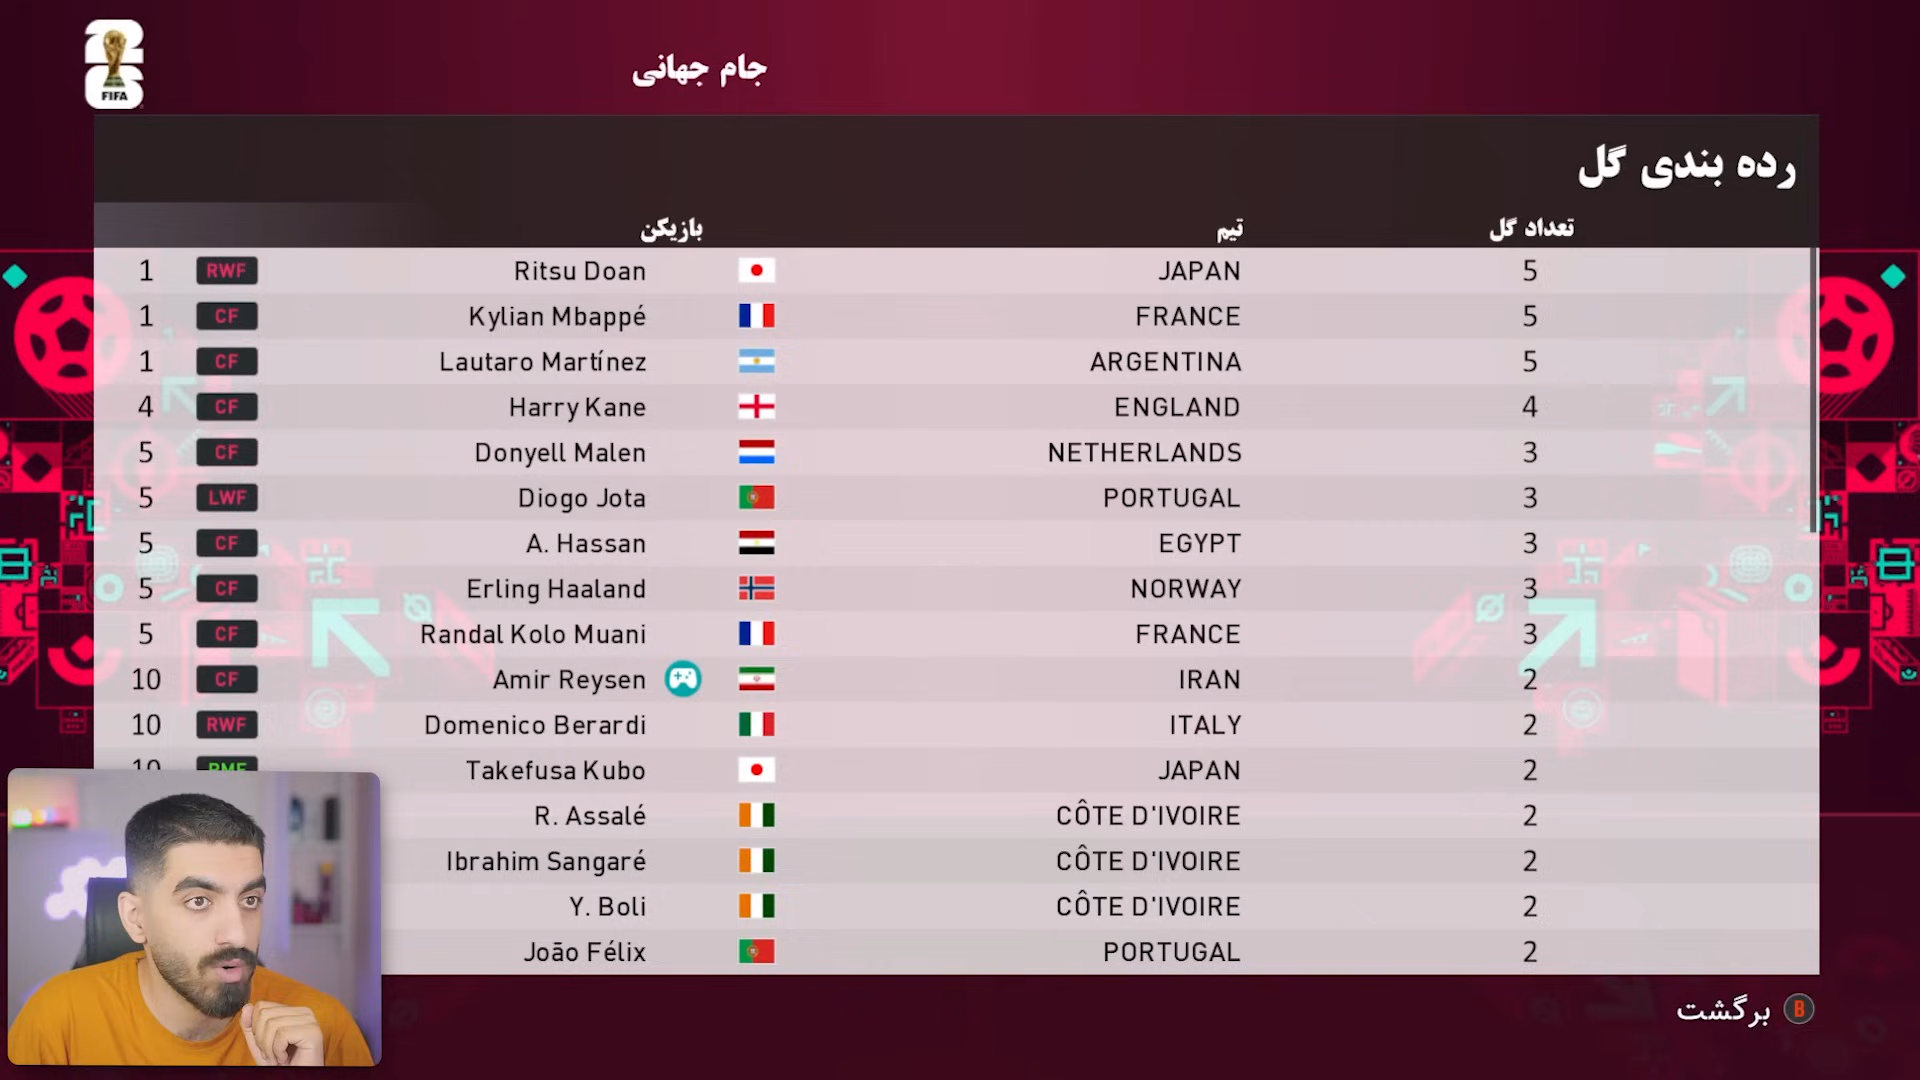 FIFA
جام جهانی
رده بندی گل
بازیکن تیم تعداد گل
1 RWF Ritsu Doan JAPAN 5
1 CF Kylian Mbappé FRANCE 5
1 CF Lautaro Martínez ARGENTINA 5
4 CF Harry Kane ENGLAND 4
5 CF Donyell Malen NETHERLANDS 3
5 LWF Diogo Jota PORTUGAL 3
5 CF A. Hassan EGYPT 3
5 CF Erling Haaland NORWAY 3
5 CF Randal Kolo Muani FRANCE 3
10 CF Amir Reysen IRAN 2
10 RWF Domenico Berardi ITALY 2
10 Takefusa Kubo JAPAN 2
R. Assalé CÔTE D'IVOIRE 2
Ibrahim Sangaré CÔTE D'IVOIRE 2
Y. Boli CÔTE D'IVOIRE 2
João Félix PORTUGAL 2
برگشت B